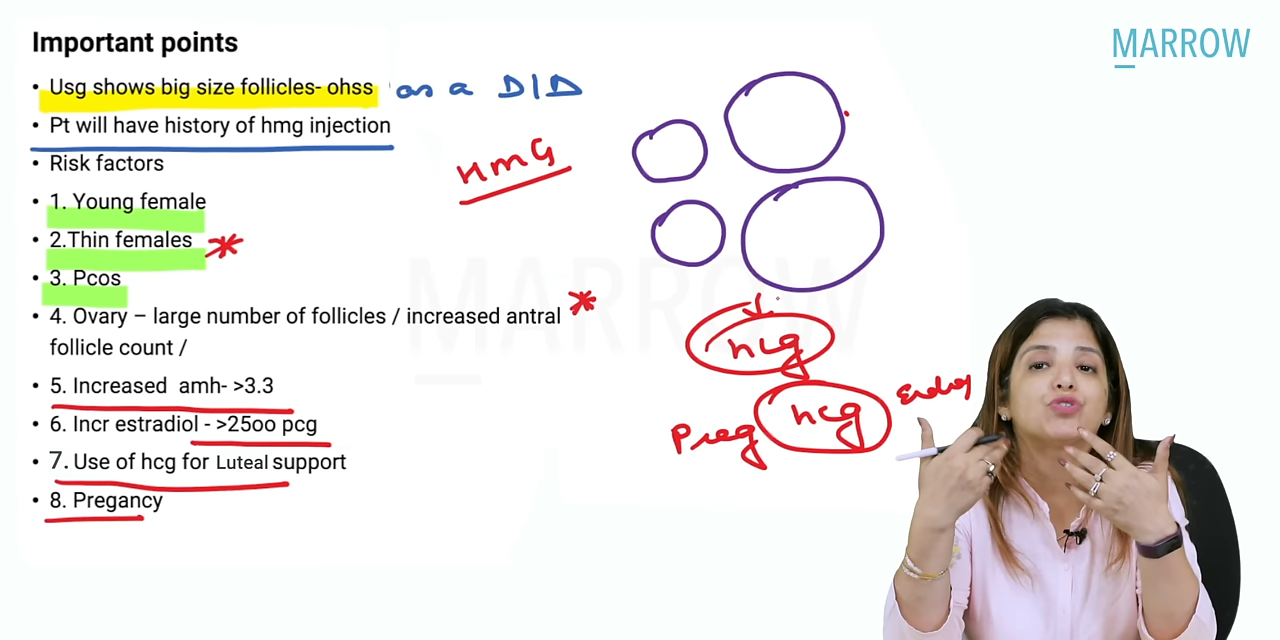 Important points
MARROW
• Usg shows big size follicles- ohss as a D/D
• Pt will have history of hmg injection
HMG
• Risk factors
• 1. Young female
• 2.Thin females *
• 3. Pcos
• 4. Ovary – large number of follicles / increased antral *
follicle count /
• 5. Increased amh- >3.3
• 6. Incr estradiol - >25oo pcg
• 7. Use of hcg for Luteal support
• 8. Pregancy
hcg
Preg hcg
MARROW